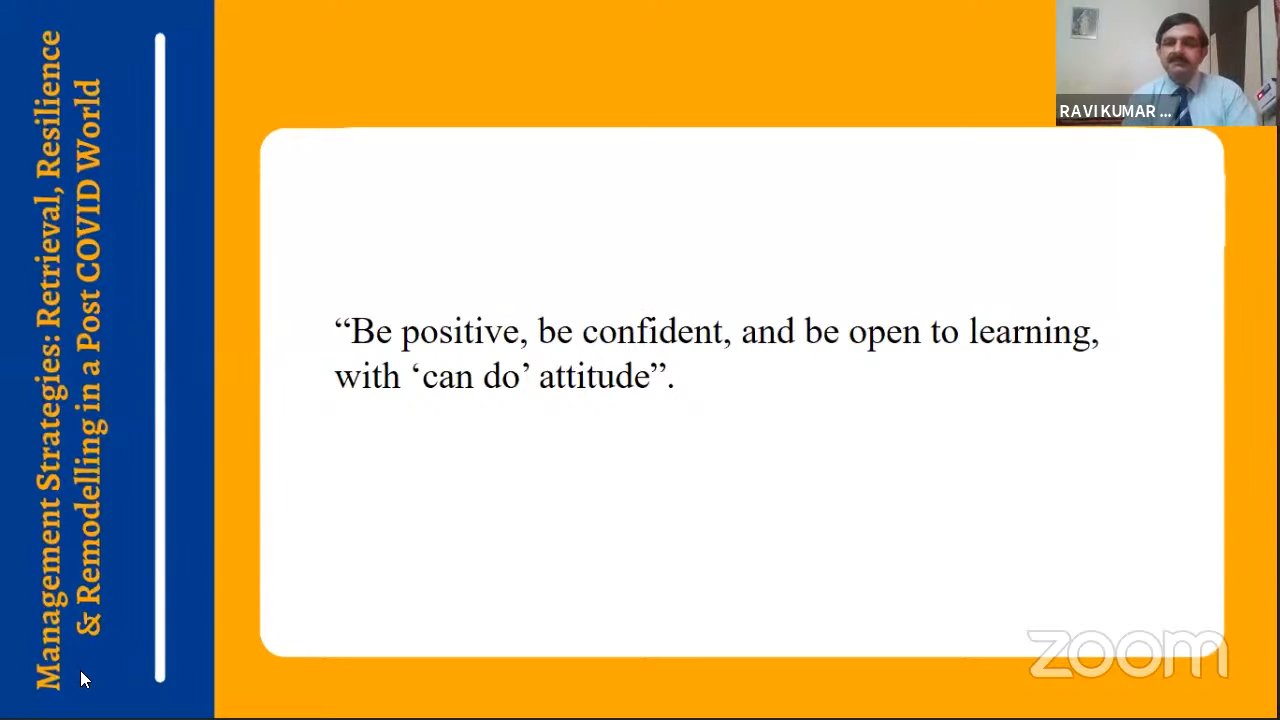 Management Strategies: Retrieval, Resilience
& Remodelling in a Post COVID World
RAVI KUMAR ...
“Be positive, be confident, and be open to learning,
with ‘can do’ attitude”.
zoom